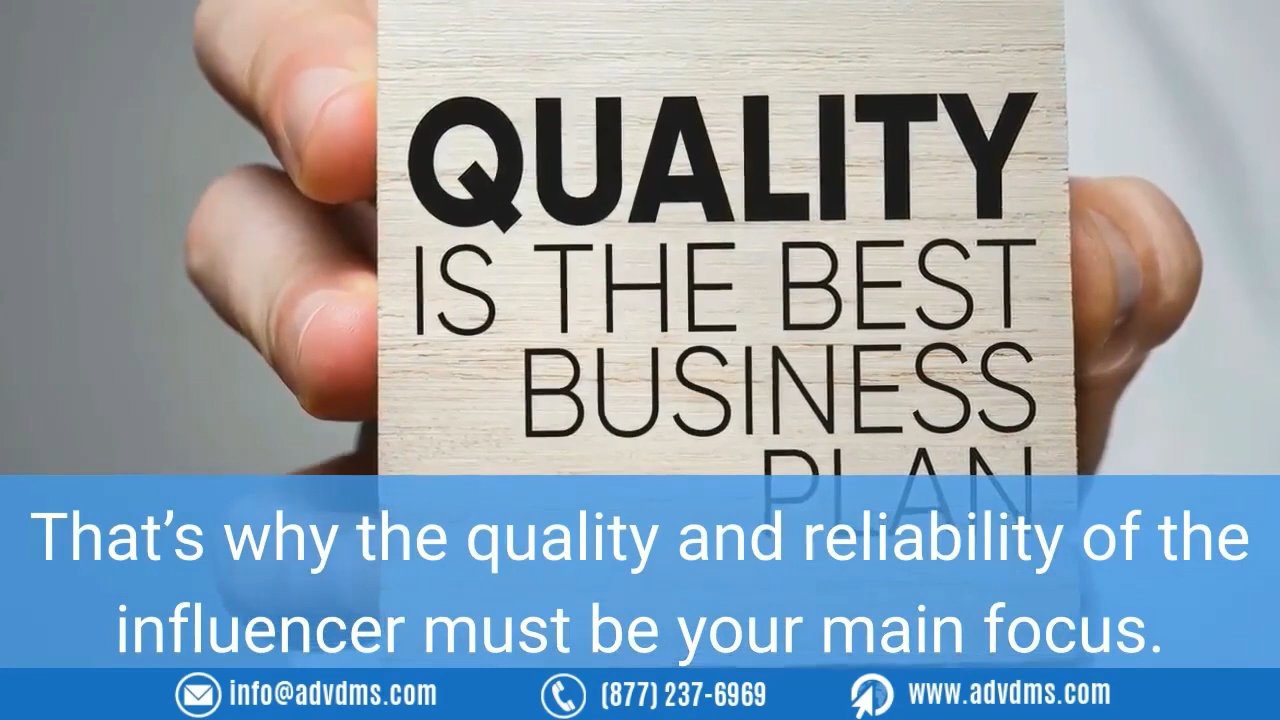 QUALITY
IS THE BEST
BUSINESS
PLAN
That’s why the quality and reliability of the
influencer must be your main focus.
info@advdms.com (877) 237-6969 www.advdms.com